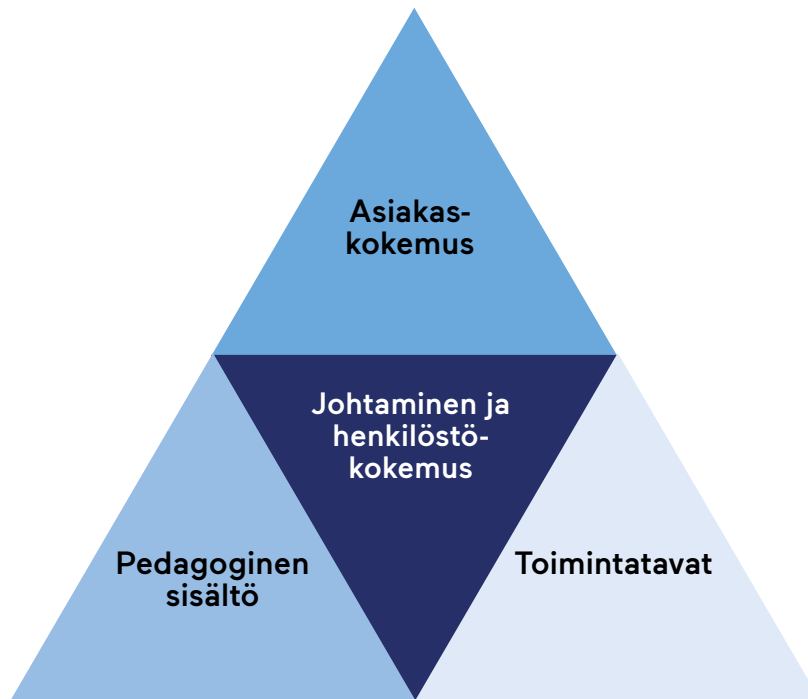 Asiakas-
kokemus
Johtaminen ja
henkilöstö-
kokemus
Pedagoginen
sisältö
Toimintatavat